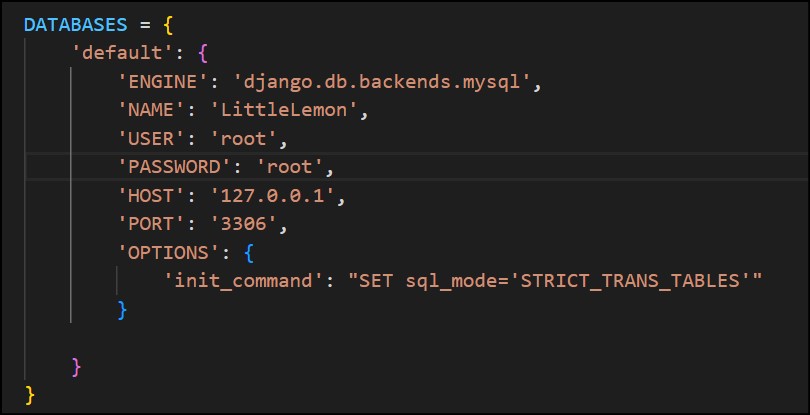 DATABASES = {
    'default': {
        'ENGINE': 'django.db.backends.mysql',
        'NAME': 'LittleLemon',
        'USER': 'root',
        'PASSWORD': 'root',
        'HOST': '127.0.0.1',
        'PORT': '3306',
        'OPTIONS': {
            'init_command': "SET sql_mode='STRICT_TRANS_TABLES'"
        }
    }
}